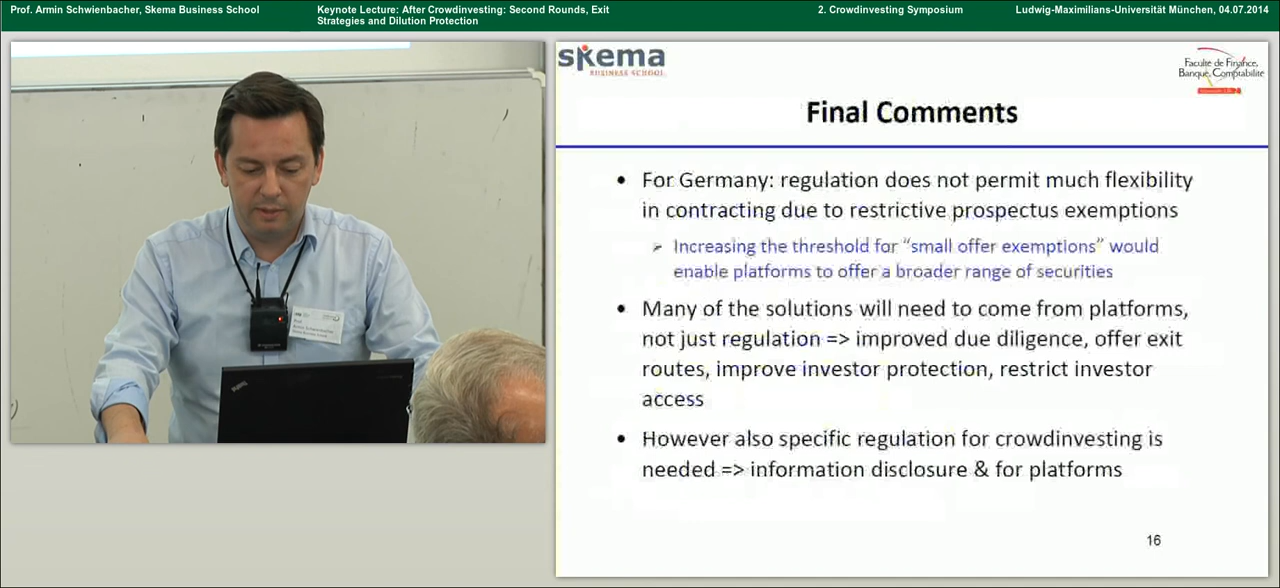 Prof. Armin Schwienbacher, Skema Business School
Keynote Lecture: After Crowdinvesting: Second Rounds, Exit
Strategies and Dilution Protection
2. Crowdinvesting Symposium
Ludwig-Maximilians-Universität München, 04.07.2014
skema
BUSINESS SCHOOL
Faculté de Finance,
Banque, Comptabilité
Final Comments
• For Germany: regulation does not permit much flexibility
in contracting due to restrictive prospectus exemptions
➢ Increasing the threshold for “small offer exemptions” would
enable platforms to offer a broader range of securities
• Many of the solutions will need to come from platforms,
not just regulation => improved due diligence, offer exit
routes, improve investor protection, restrict investor
access
• However also specific regulation for crowdinvesting is
needed => information disclosure & for platforms
16